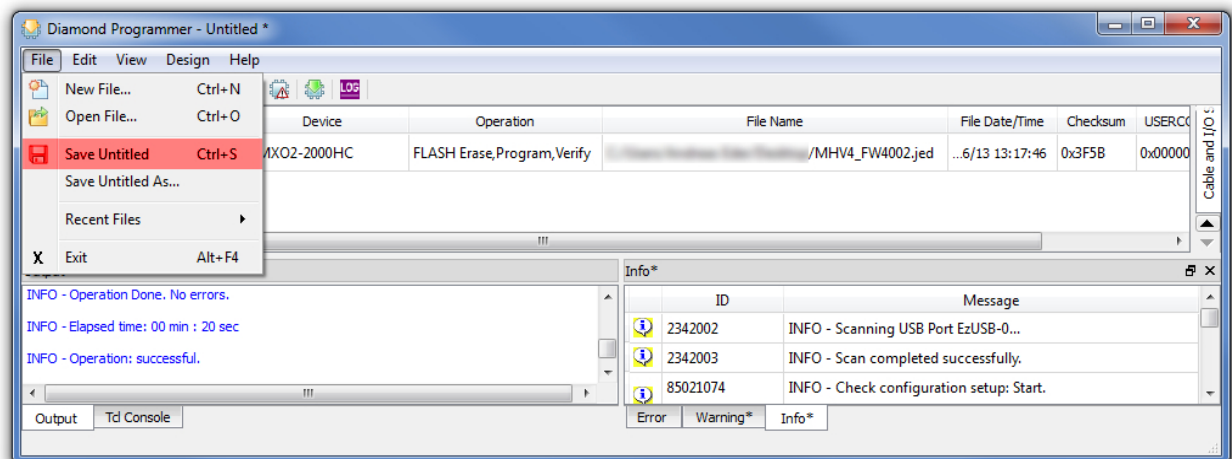 Diamond Programmer - Untitled *
File Edit View Design Help
New File... Ctrl+N
LOG
Open File... Ctrl+O
Device Operation File Name File Date/Time Checksum
Save Untitled Ctrl+S
MXO2-2000HC FLASH Erase,Program,Verify /MHV4_FW4002.jed ...6/13 13:17:46 0x3F5B 0x00000
Cable and I/O
Save Untitled As...
Recent Files
X Exit Alt+F4
Info*
INFO - Operation Done. No errors.
INFO - Elapsed time: 00 min : 20 sec
INFO - Operation: successful.
ID Message
2342002 INFO - Scanning USB Port EzUSB-0...
2342003 INFO - Scan completed successfully.
85021074 INFO - Check configuration setup: Start.
Output Tcl Console
Error Warning* Info*